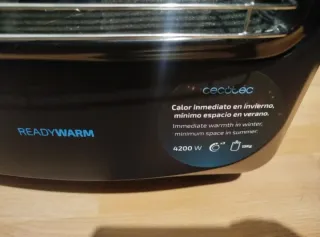 cecotec
Calor inmediato en invierno,
mínimo espacio en verano.
Immediate warmth in winter,
minimum space in summer.
READYWARM
4200 W